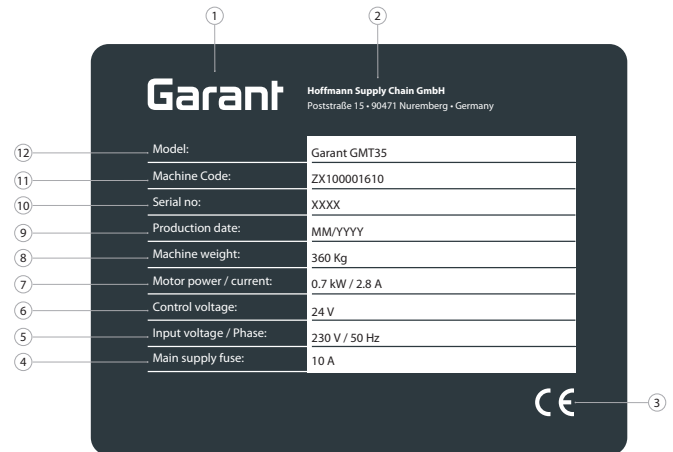 1
2
Garant
Hoffmann Supply Chain GmbH
Poststraße 15 • 90471 Nuremberg • Germany
12 Model: Garant GMT35
11 Machine Code: ZX100001610
10 Serial no: XXXX
9 Production date: MM/YYYY
8 Machine weight: 360 Kg
7 Motor power / current: 0.7 kW / 2.8 A
6 Control voltage: 24 V
5 Input voltage / Phase: 230 V / 50 Hz
4 Main supply fuse: 10 A
CE 3